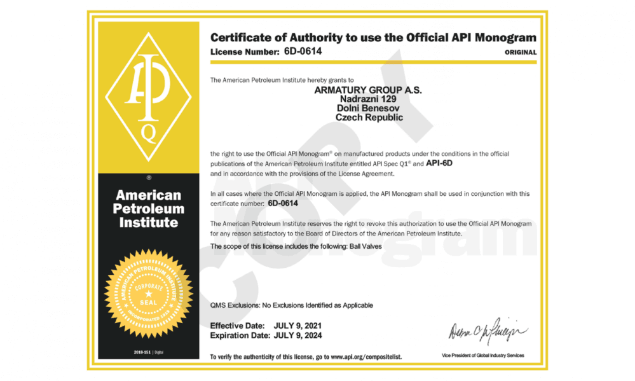 Certificate of Authority to use the Official API Monogram
License Number: 6D-0614
ORIGINAL
The American Petroleum Institute hereby grants to
ARMATURY GROUP A.S.
Nadrazni 129
Dolni Benesov
Czech Republic
the right to use the Official API Monogram® on manufactured products under the conditions in the official
publications of the American Petroleum Institute entitled API Spec Q1® and API-6D
and in accordance with the provisions of the License Agreement.
In all cases where the Official API Monogram is applied, the API Monogram shall be used in conjunction with this
certificate number: 6D-0614
The American Petroleum Institute reserves the right to revoke this authorization to use the Official API Monogram
for any reason satisfactory to the Board of Directors of the American Petroleum Institute.
The scope of this license includes the following: Ball Valves
QMS Exclusions: No Exclusions Identified as Applicable
Effective Date: JULY 9, 2021
Expiration Date: JULY 9, 2024
To verify the authenticity of this license, go to www.api.org/compositelist.
Vice President of Global Industry Services
API
Q
®
American
Petroleum
Institute
AMERICAN PETROLEUM INSTITUTE
CORPORATE
SEAL
COPY